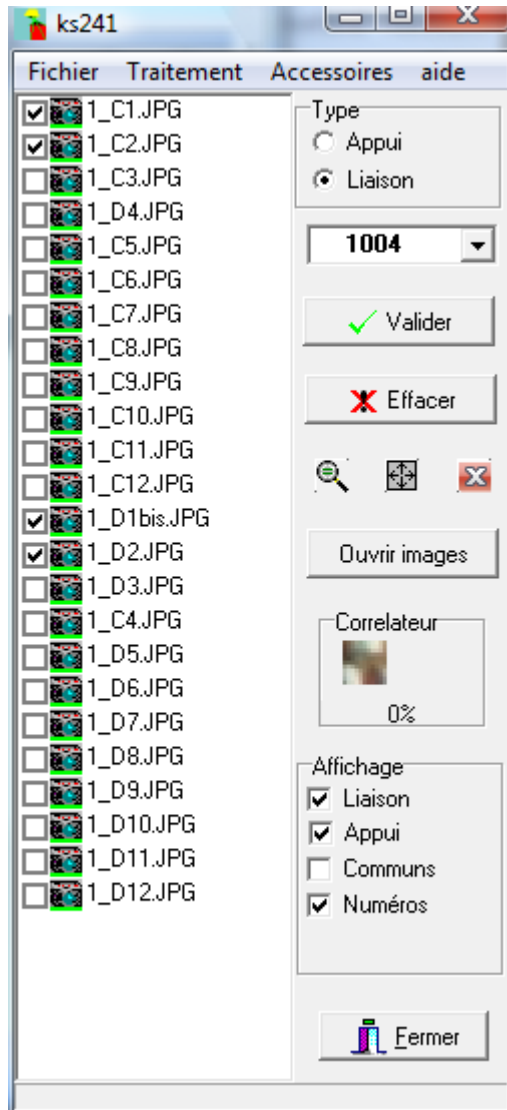 ks241
Fichier Traitement Accessoires aide
1_C1.JPG
1_C2.JPG
1_C3.JPG
1_D4.JPG
1_C5.JPG
1_C6.JPG
1_C7.JPG
1_C8.JPG
1_C9.JPG
1_C10.JPG
1_C11.JPG
1_C12.JPG
1_D1bis.JPG
1_D2.JPG
1_D3.JPG
1_C4.JPG
1_D5.JPG
1_D6.JPG
1_D7.JPG
1_D8.JPG
1_D9.JPG
1_D10.JPG
1_D11.JPG
1_D12.JPG
Type
Appui
Liaison
1004
Valider
Effacer
Ouvrir images
Correlateur
0%
Affichage
Liaison
Appui
Communs
Numéros
Fermer